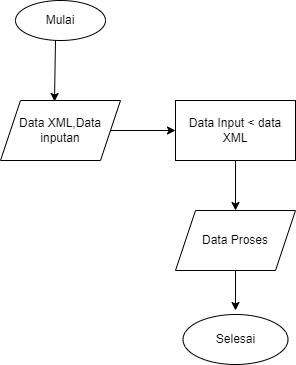 Mulai
Data XML,Data
inputan
Data Input < data
XML
Data Proses
Selesai